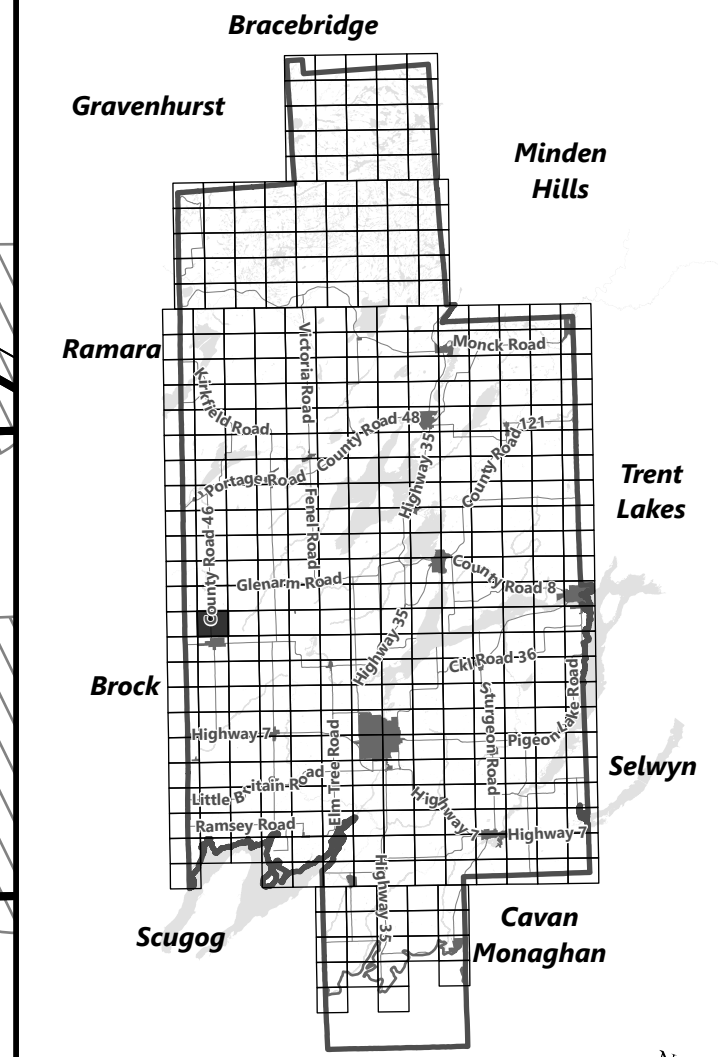 Bracebridge
Gravenhurst
Minden
Hills
Ramara
Monck Road
Victoria Road
Kirkfield Road
County Road 48
County Road 121
Highway 35
Portage Road
Trent
Lakes
Fenel Road
County Road 46
Glenarm Road
County Road 8
Highway 35
Ckl Road 36
Brock
Sturgeon Road
Pigeon Lake Road
Highway 7
Elm Tree Road
Selwyn
Little Britain Road
Highway 7
Ramsey Road
Highway 7
Highway 35
Scugog
Cavan
Monaghan